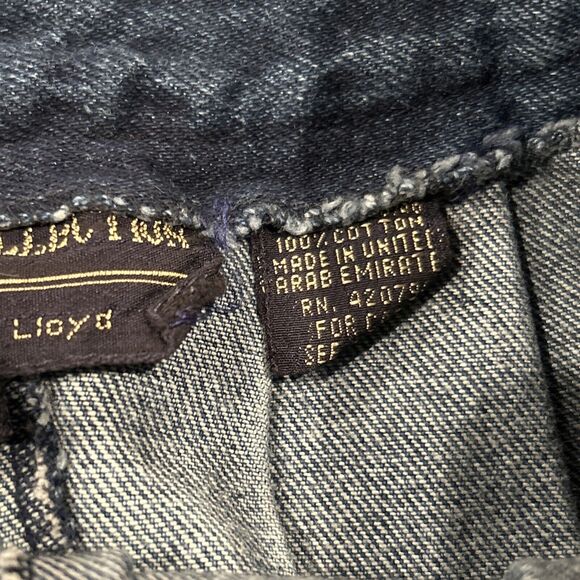 Lloyd
100% COTTON
MADE IN UNITED
ARAB EMIRATE
RN. 4207
FOR